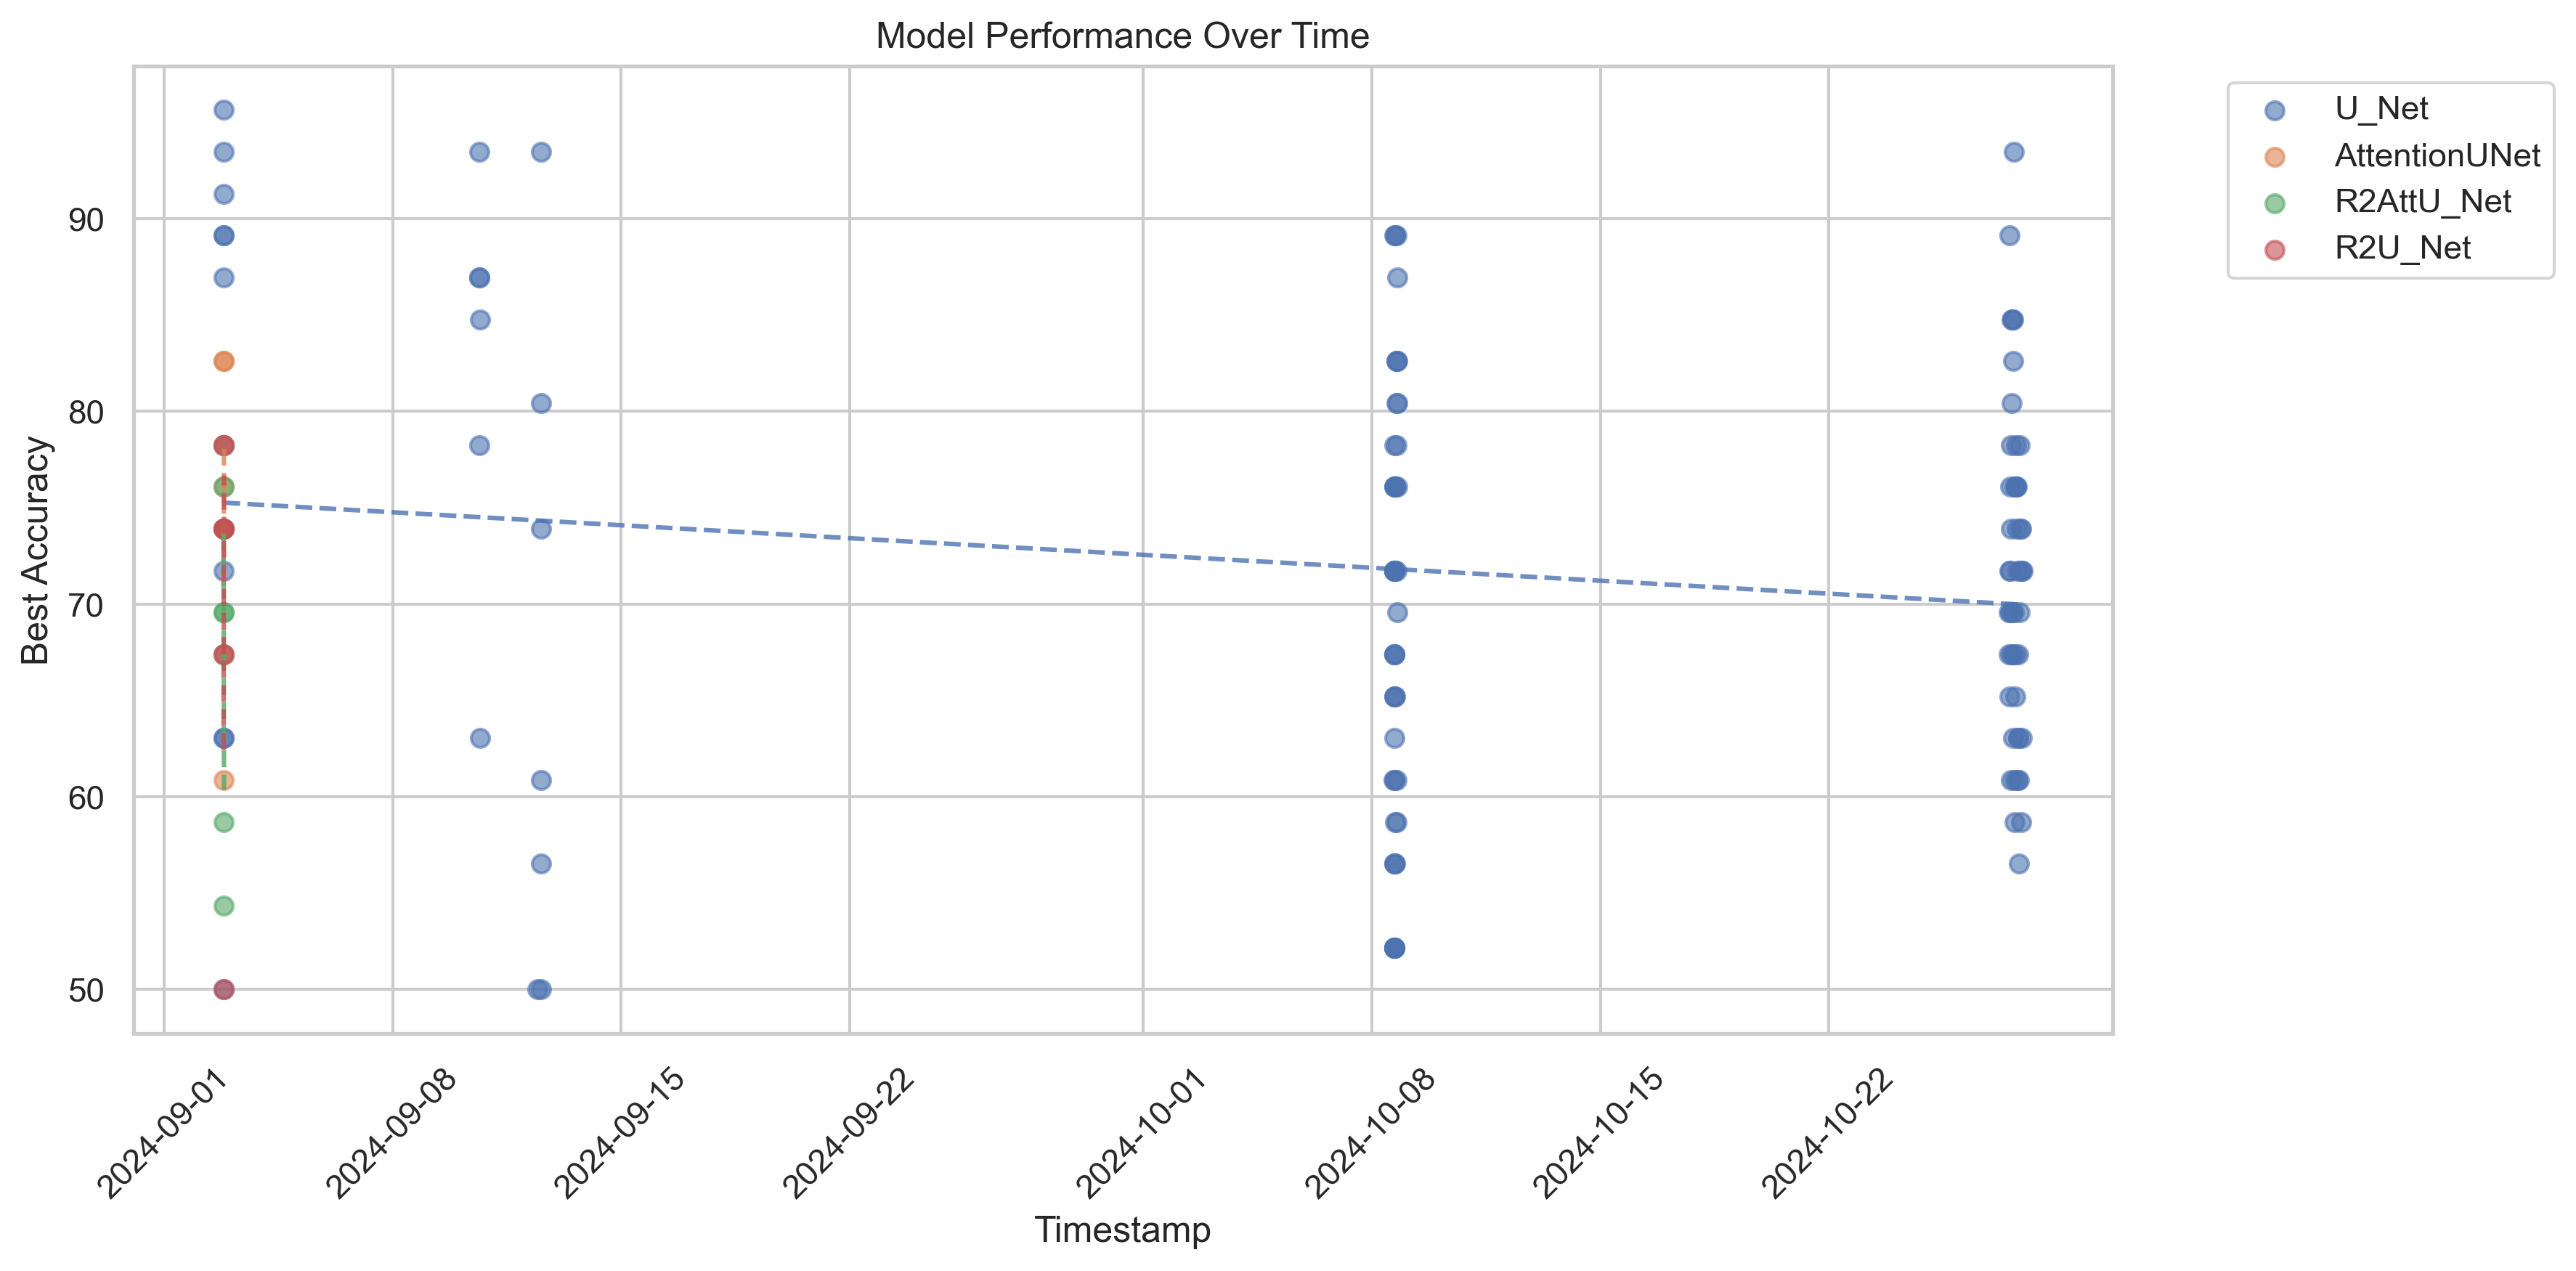 Model Performance Over Time
U_Net
AttentionUNet
R2AttU_Net
R2U_Net
Best Accuracy
90
80
70
60
50
2024-09-01
2024-09-08
2024-09-15
2024-09-22
2024-10-01
2024-10-08
2024-10-15
2024-10-22
Timestamp